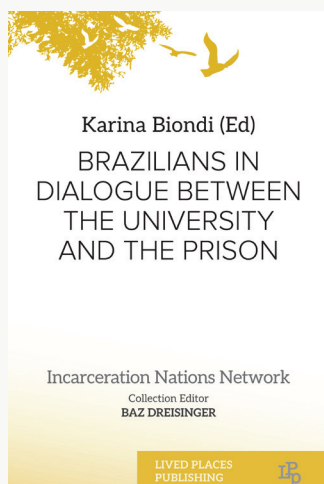 Karina Biondi (Ed)
BRAZILIANS IN
DIALOGUE BETWEEN
THE UNIVERSITY
AND THE PRISON
Incarceration Nations Network
Collection Editor
BAZ DREISINGER
LIVED PLACES
PUBLISHING
LPP